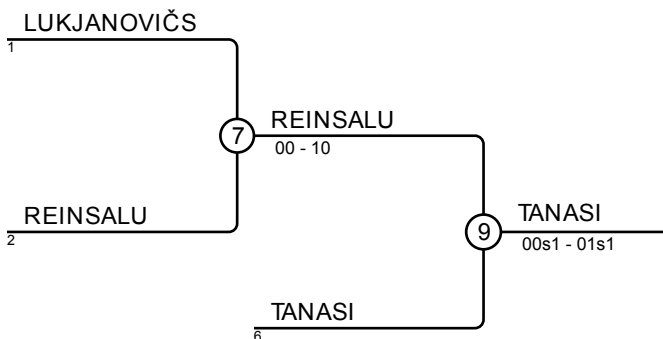 LUKJANOVIČS
1
7
REINSALU
00 - 10
REINSALU
2
9
TANASI
00s1 - 01s1
TANASI
6